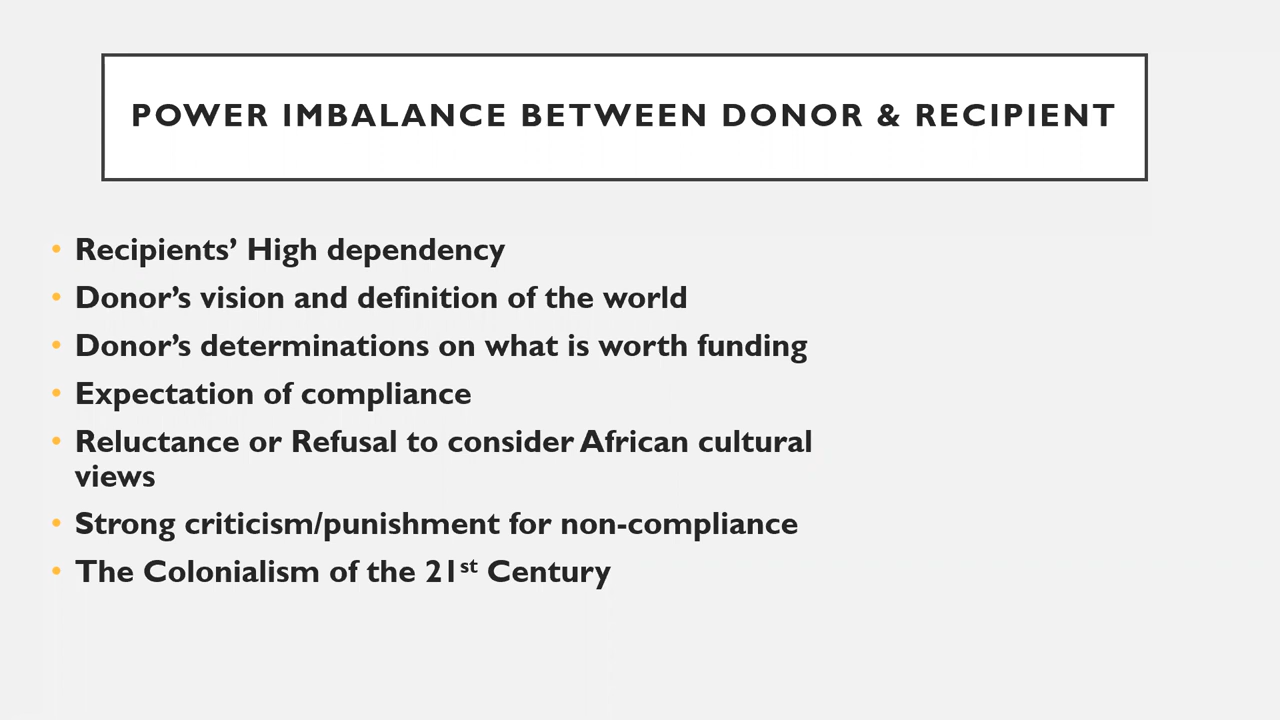 POWER IMBALANCE BETWEEN DONOR & RECIPIENT
• Recipients’ High dependency
• Donor’s vision and definition of the world
• Donor’s determinations on what is worth funding
• Expectation of compliance
• Reluctance or Refusal to consider African cultural
views
• Strong criticism/punishment for non-compliance
• The Colonialism of the 21st Century